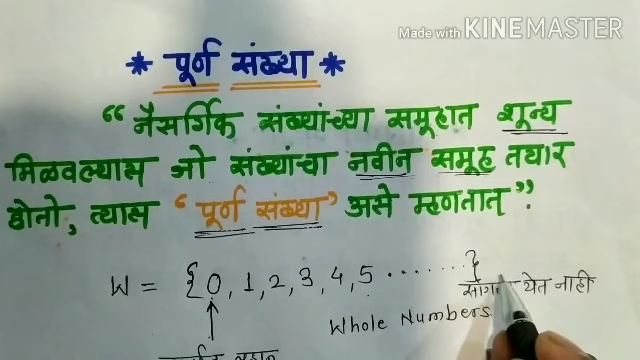 Made with KINEMASTER
* पूर्ण संख्या *
“ नैसर्गिक संख्यांच्या समूहात शून्य
मिळवल्यास जो संख्यांचा नवीन समूह तयार
होतो, त्यास ‘पूर्ण संख्या’ असे म्हणतात”.
W = {0, 1, 2, 3, 4, 5 .......}
येत नाही
Whole Numbers.